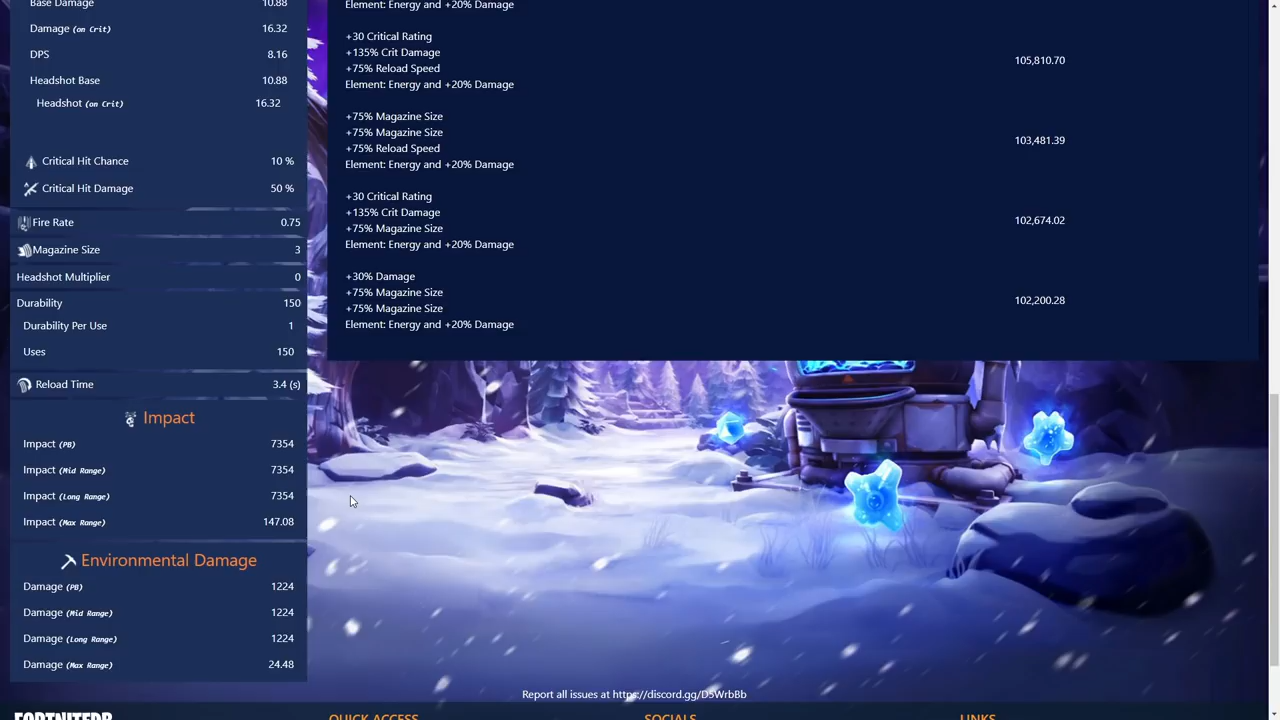 Base Damage 10.88
Damage (on Crit) 16.32
DPS 8.16
Headshot Base 10.88
Headshot (on Crit) 16.32
Critical Hit Chance 10 %
Critical Hit Damage 50 %
Fire Rate 0.75
Magazine Size 3
Headshot Multiplier 0
Durability 150
Durability Per Use 1
Uses 150
Reload Time 3.4 (s)
Impact
Impact (PB) 7354
Impact (Mid Range) 7354
Impact (Long Range) 7354
Impact (Max Range) 147.08
Environmental Damage
Damage (PB) 1224
Damage (Mid Range) 1224
Damage (Long Range) 1224
Damage (Max Range) 24.48
Element: Energy and +20% Damage
+30 Critical Rating
+135% Crit Damage
+75% Reload Speed
Element: Energy and +20% Damage
105,810.70
+75% Magazine Size
+75% Magazine Size
+75% Reload Speed
Element: Energy and +20% Damage
103,481.39
+30 Critical Rating
+135% Crit Damage
+75% Magazine Size
Element: Energy and +20% Damage
102,674.02
+30% Damage
+75% Magazine Size
+75% Magazine Size
Element: Energy and +20% Damage
102,200.28
Report all issues at https://discord.gg/D5WrbBb
FORTNITEDB
QUICK ACCESS
SOCIALS
LINKS